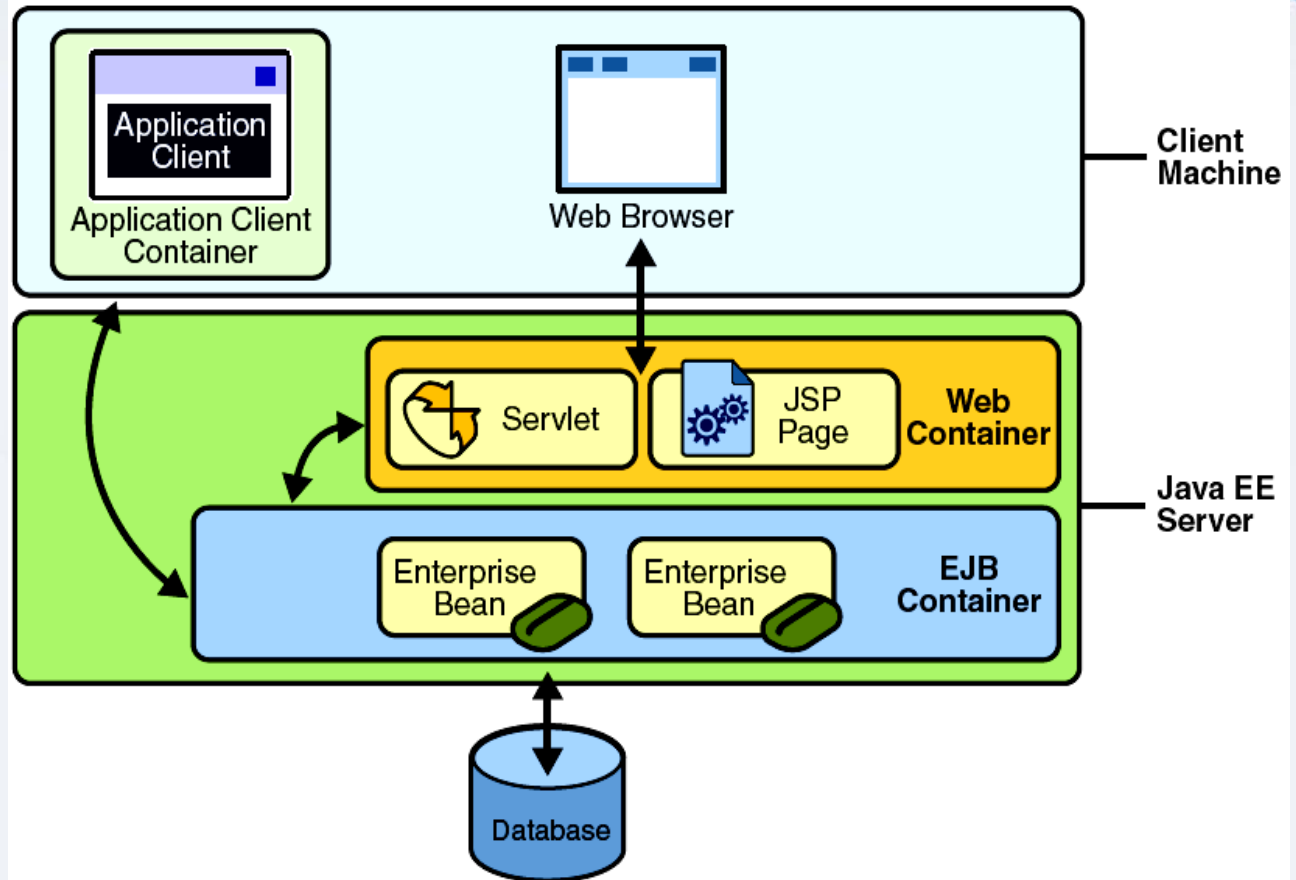 Application
Client
Application Client
Container
Web Browser
Client
Machine
Servlet
JSP
Page
Web
Container
Java EE
Server
Enterprise
Bean
Enterprise
Bean
EJB
Container
Database